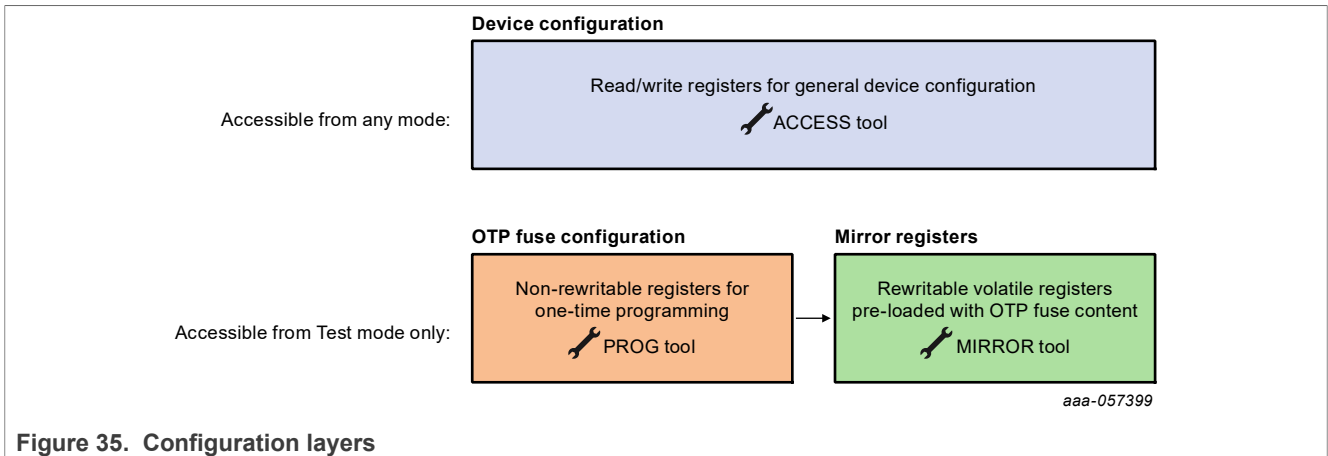 Device configuration
Accessible from any mode:
Read/write registers for general device configuration
ACCESS tool
OTP fuse configuration
Mirror registers
Accessible from Test mode only:
Non-rewritable registers for
one-time programming
PROG tool
Rewritable volatile registers
pre-loaded with OTP fuse content
MIRROR tool
aaa-057399
Figure 35. Configuration layers